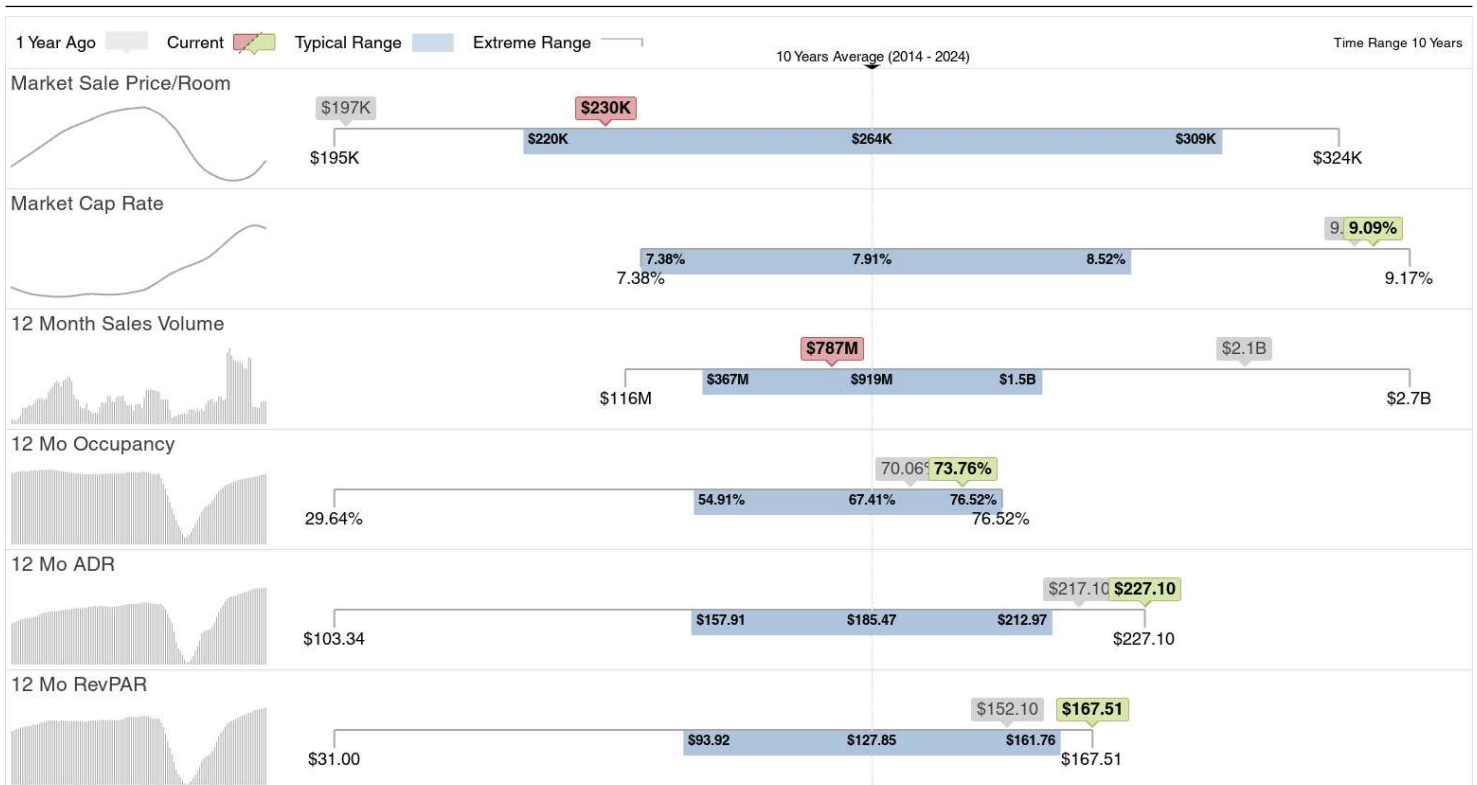 1 Year Ago Current Typical Range Extreme Range Time Range 10 Years
10 Years Average (2014 - 2024)
Market Sale Price/Room
$197K $230K
$220K $264K $309K
$195K $324K
Market Cap Rate
9. 9.09%
7.38% 7.91% 8.52%
7.38% 9.17%
12 Month Sales Volume
$787M $2.1B
$367M $919M $1.5B
$116M $2.7B
12 Mo Occupancy
70.06% 73.76%
54.91% 67.41% 76.52%
29.64% 76.52%
12 Mo ADR
$217.10 $227.10
$157.91 $185.47 $212.97
$103.34 $227.10
12 Mo RevPAR
$152.10 $167.51
$93.92 $127.85 $161.76
$31.00 $167.51